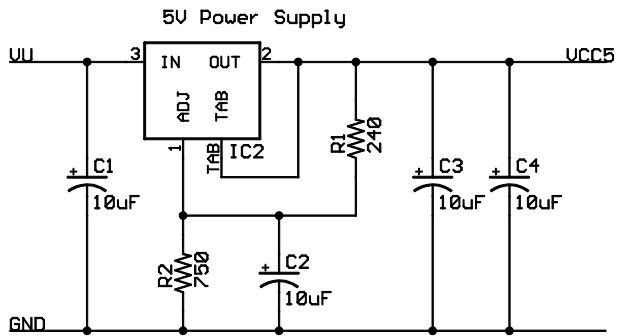 5V Power Supply
VU
3
IN
OUT
2
VCC5
ADJ
TAB
1
TAB
IC2
R1
240
C1
10uF
C3
10uF
C4
10uF
R2
750
C2
10uF
GND